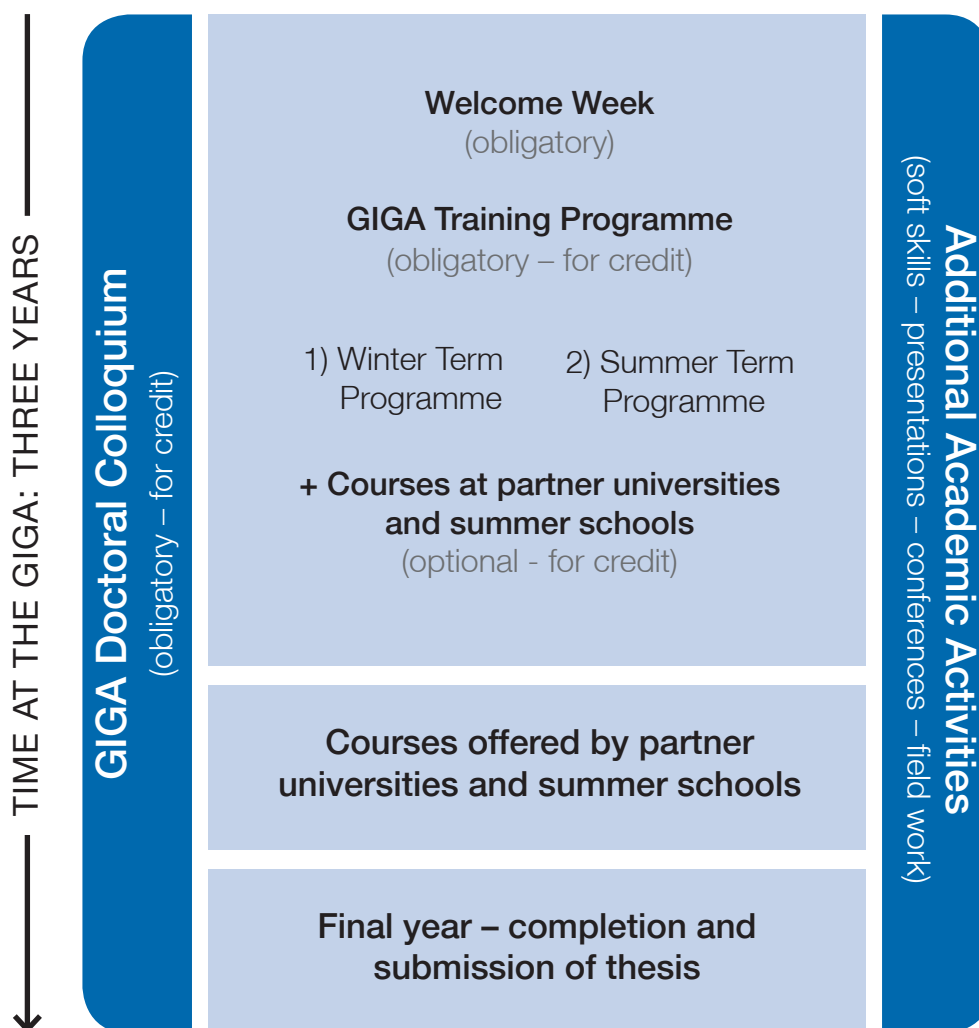 TIME AT THE GIGA: THREE YEARS
GIGA Doctoral Colloquium
(obligatory – for credit)
Welcome Week
(obligatory)
GIGA Training Programme
(obligatory – for credit)
1) Winter Term
Programme
2) Summer Term
Programme
+ Courses at partner universities
and summer schools
(optional - for credit)
Courses offered by partner
universities and summer schools
Final year – completion and
submission of thesis
Additional Academic Activities
(soft skills – presentations – conferences – field work)